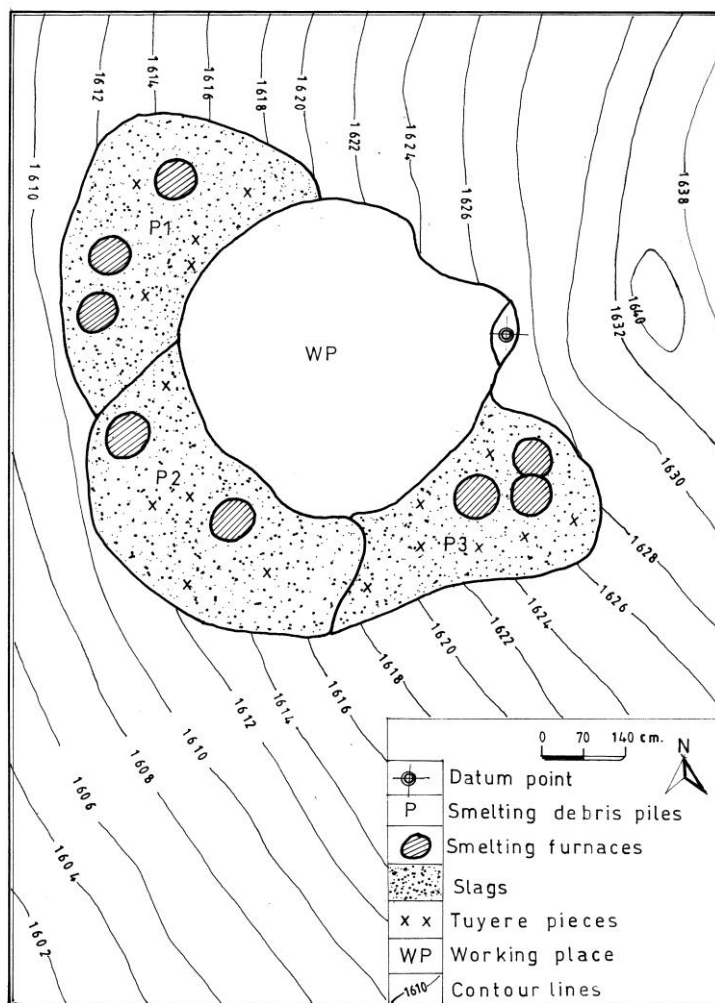 1610
1612
1614
1616
1618
1620
1622
1624
1626
1638
1640
1632
1630
1628
1626
1624
1622
1620
1618
1616
1614
1612
1610
1608
1606
1604
1602
P1
WP
P2
P3
0 70 140 cm.
N
Datum point
P Smelting debris piles
Smelting furnaces
Slags
x x Tuyere pieces
WP Working place
1610 Contour lines